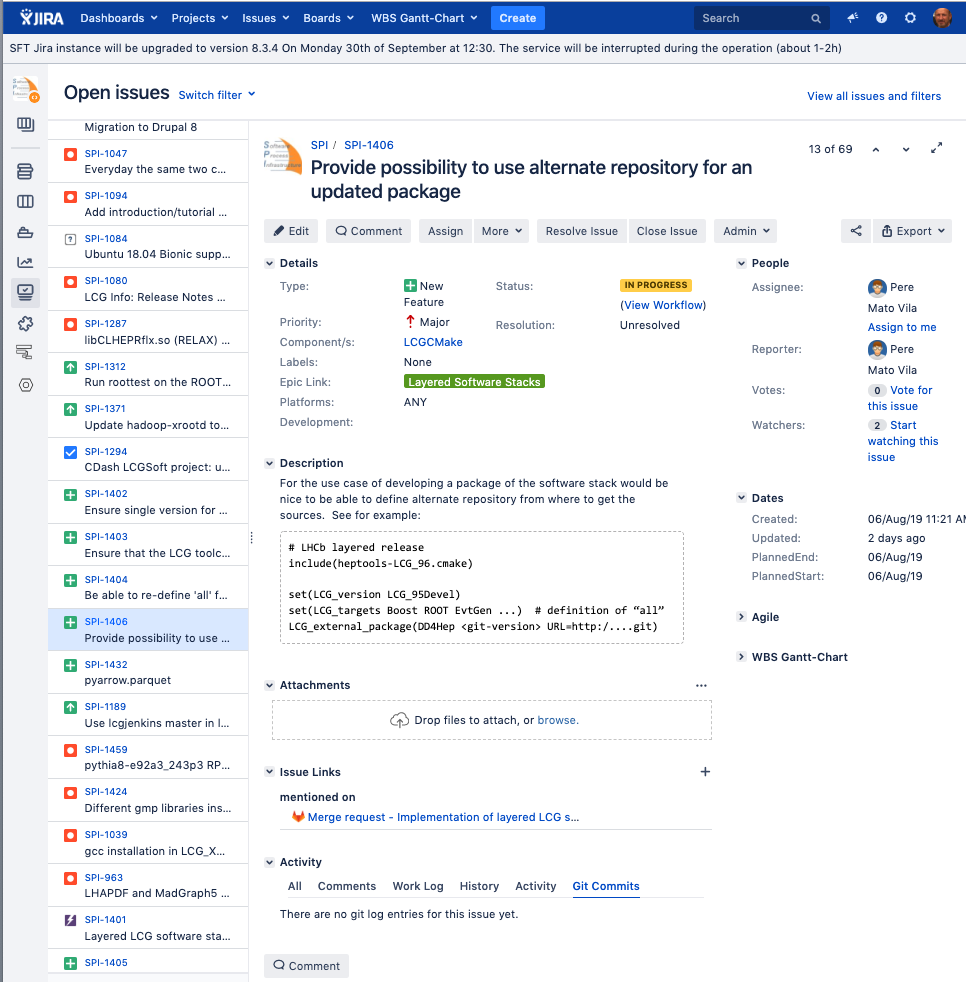 JIRA Dashboards Projects Issues Boards WBS Gantt-Chart Create Search
SFT Jira instance will be upgraded to version 8.3.4 On Monday 30th of September at 12:30. The service will be interrupted during the operation (about 1-2h)
Open issues Switch filter
View all issues and filters
Migration to Drupal 8
SPI-1047
Everyday the same two c...
SPI-1094
Add introduction/tutorial ...
SPI-1084
Ubuntu 18.04 Bionic supp...
SPI-1080
LCG Info: Release Notes ...
SPI-1287
libCLHEPRflx.so (RELAX) ...
SPI-1312
Run roottest on the ROOT...
SPI-1371
Update hadoop-xrootd to...
SPI-1294
CDash LCGSoft project: u...
SPI-1402
Ensure single version for ...
SPI-1403
Ensure that the LCG toolc...
SPI-1404
Be able to re-define 'all' f...
SPI-1406
Provide possibility to use ...
SPI-1432
pyarrow.parquet
SPI-1189
Use lcgjenkins master in l...
SPI-1459
pythia8-e92a3_243p3 RP...
SPI-1424
Different gmp libraries ins...
SPI-1039
gcc installation in LCG_X...
SPI-963
LHAPDF and MadGraph5 ...
SPI-1401
Layered LCG software sta...
SPI-1405
Software
Process
Infrastructure
SPI / SPI-1406
Provide possibility to use alternate repository for an
updated package
13 of 69
Edit Comment Assign More Resolve Issue Close Issue Admin Export
Details
Type: New
Feature
Status: IN PROGRESS
(View Workflow)
Priority: Major
Resolution: Unresolved
Component/s: LCGCMake
Labels: None
Epic Link: Layered Software Stacks
Platforms: ANY
Development:
Description
For the use case of developing a package of the software stack would be
nice to be able to define alternate repository from where to get the
sources.  See for example:
# LHCb layered release
include(heptools-LCG_96.cmake)
set(LCG_version LCG_95Devel)
set(LCG_targets Boost ROOT EvtGen ...)  # definition of “all”
LCG_external_package(DD4Hep <git-version> URL=http:/....git)
Attachments
Drop files to attach, or browse.
Issue Links
mentioned on
Merge request - Implementation of layered LCG s...
Activity
All Comments Work Log History Activity Git Commits
There are no git log entries for this issue yet.
Comment
People
Assignee: Pere
Mato Vila
Assign to me
Reporter: Pere
Mato Vila
Votes: 0 Vote for
this issue
Watchers: 2 Start
watching this
issue
Dates
Created: 06/Aug/19 11:21 AM
Updated: 2 days ago
PlannedEnd: 06/Aug/19
PlannedStart: 06/Aug/19
Agile
WBS Gantt-Chart